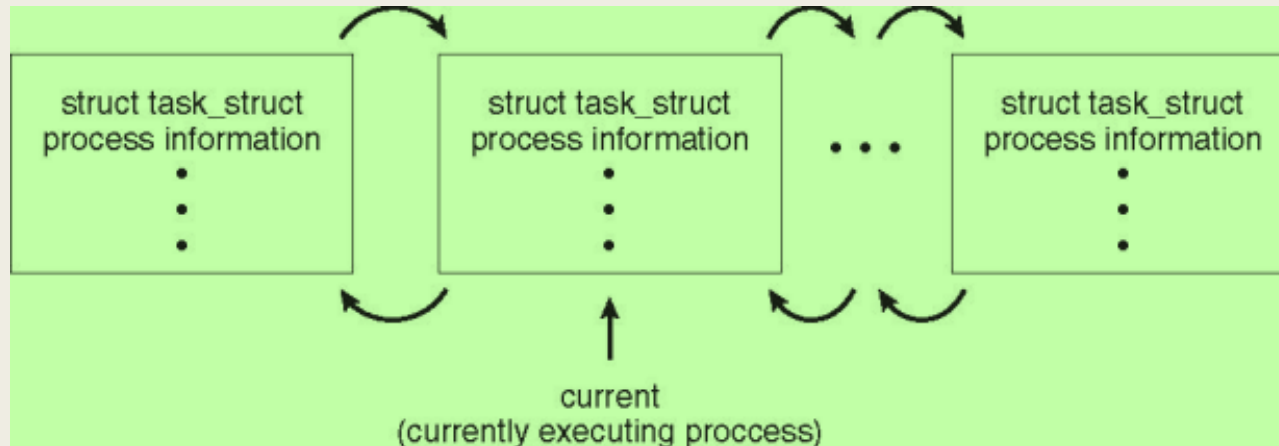 struct task_struct
process information
struct task_struct
process information
• • •
struct task_struct
process information
current
(currently executing proccess)